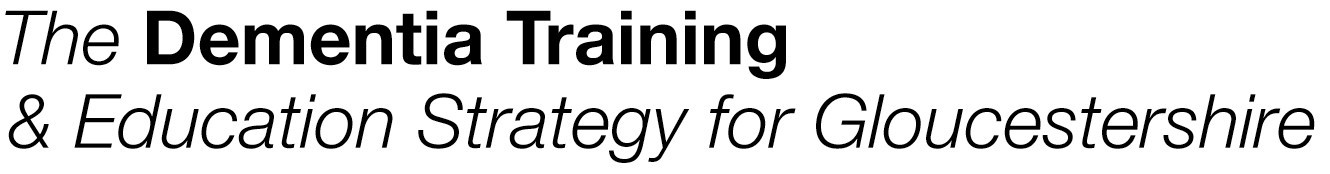 The Dementia Training
& Education Strategy for Gloucestershire